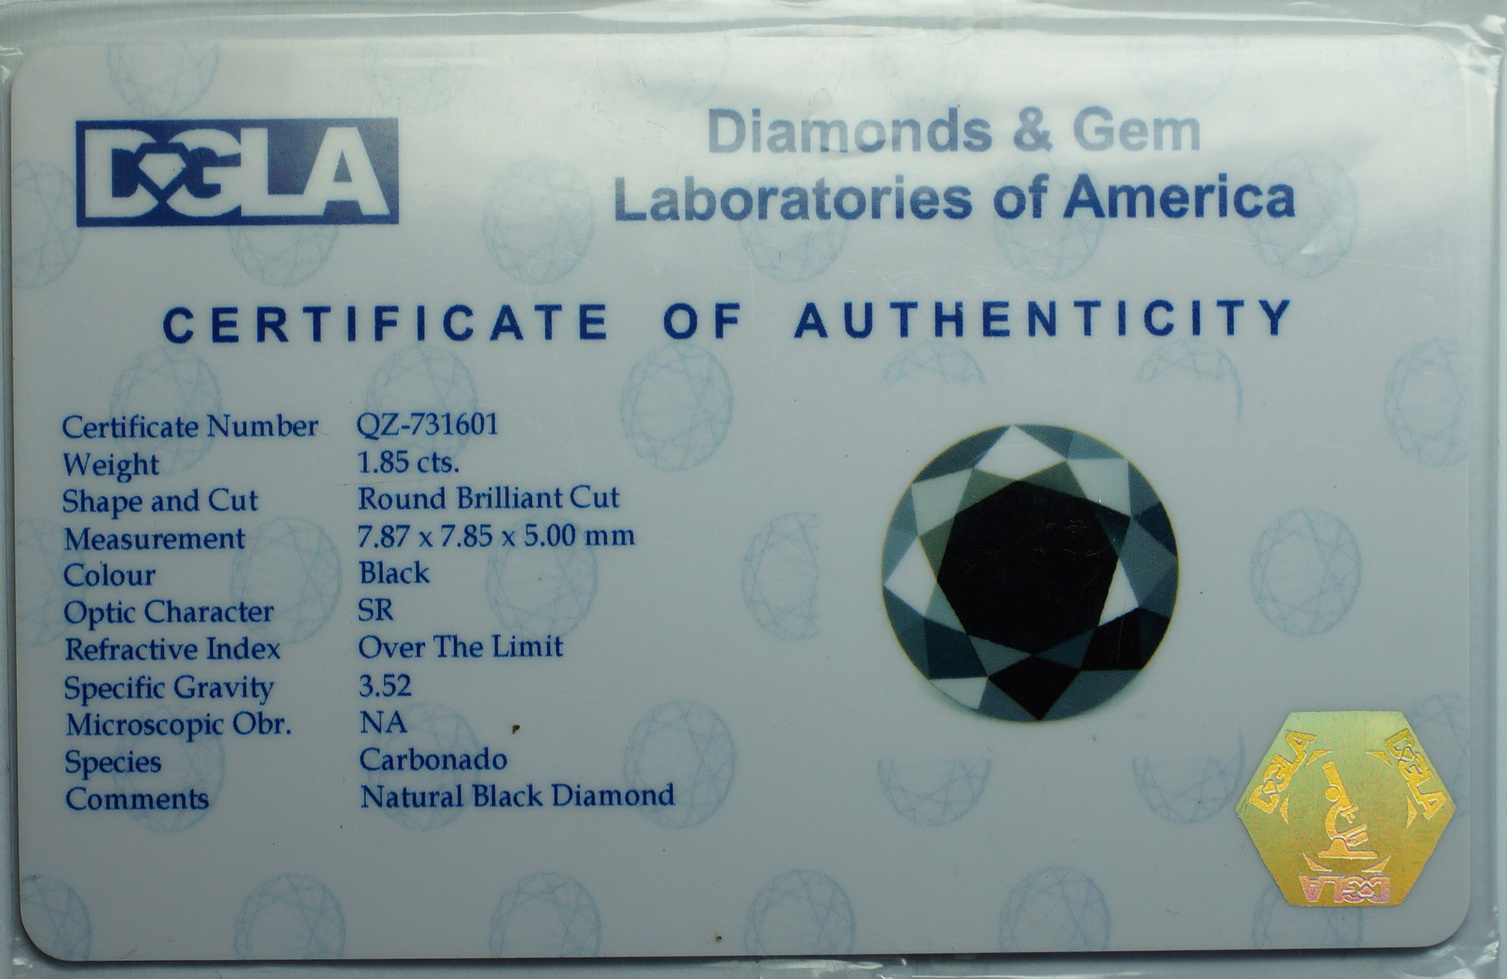 DGLA
Diamonds & Gem
Laboratories of America
CERTIFICATE OF AUTHENTICITY
Certificate Number QZ-731601
Weight 1.85 cts.
Shape and Cut Round Brilliant Cut
Measurement 7.87 x 7.85 x 5.00 mm
Colour Black
Optic Character SR
Refractive Index Over The Limit
Specific Gravity 3.52
Microscopic Obr. NA
Species Carbonado
Comments Natural Black Diamond
DGLA
DGLA
DGLA